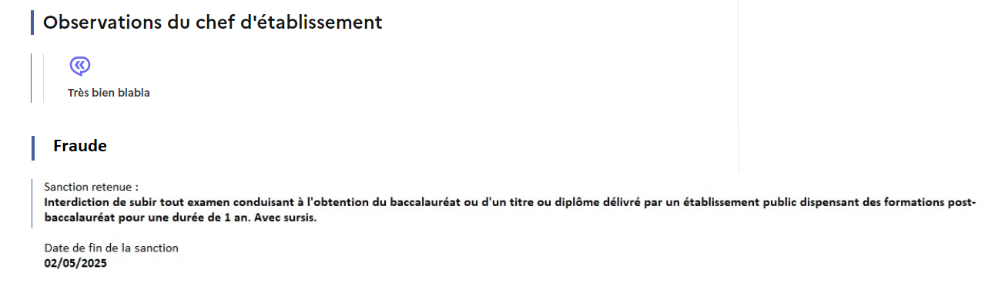 Observations du chef d'établissement
Très bien blabla
Fraude
Sanction retenue :
Interdiction de subir tout examen conduisant à l'obtention du baccalauréat ou d'un titre ou diplôme délivré par un établissement public dispensant des formations post-
baccalauréat pour une durée de 1 an. Avec sursis.
Date de fin de la sanction
02/05/2025